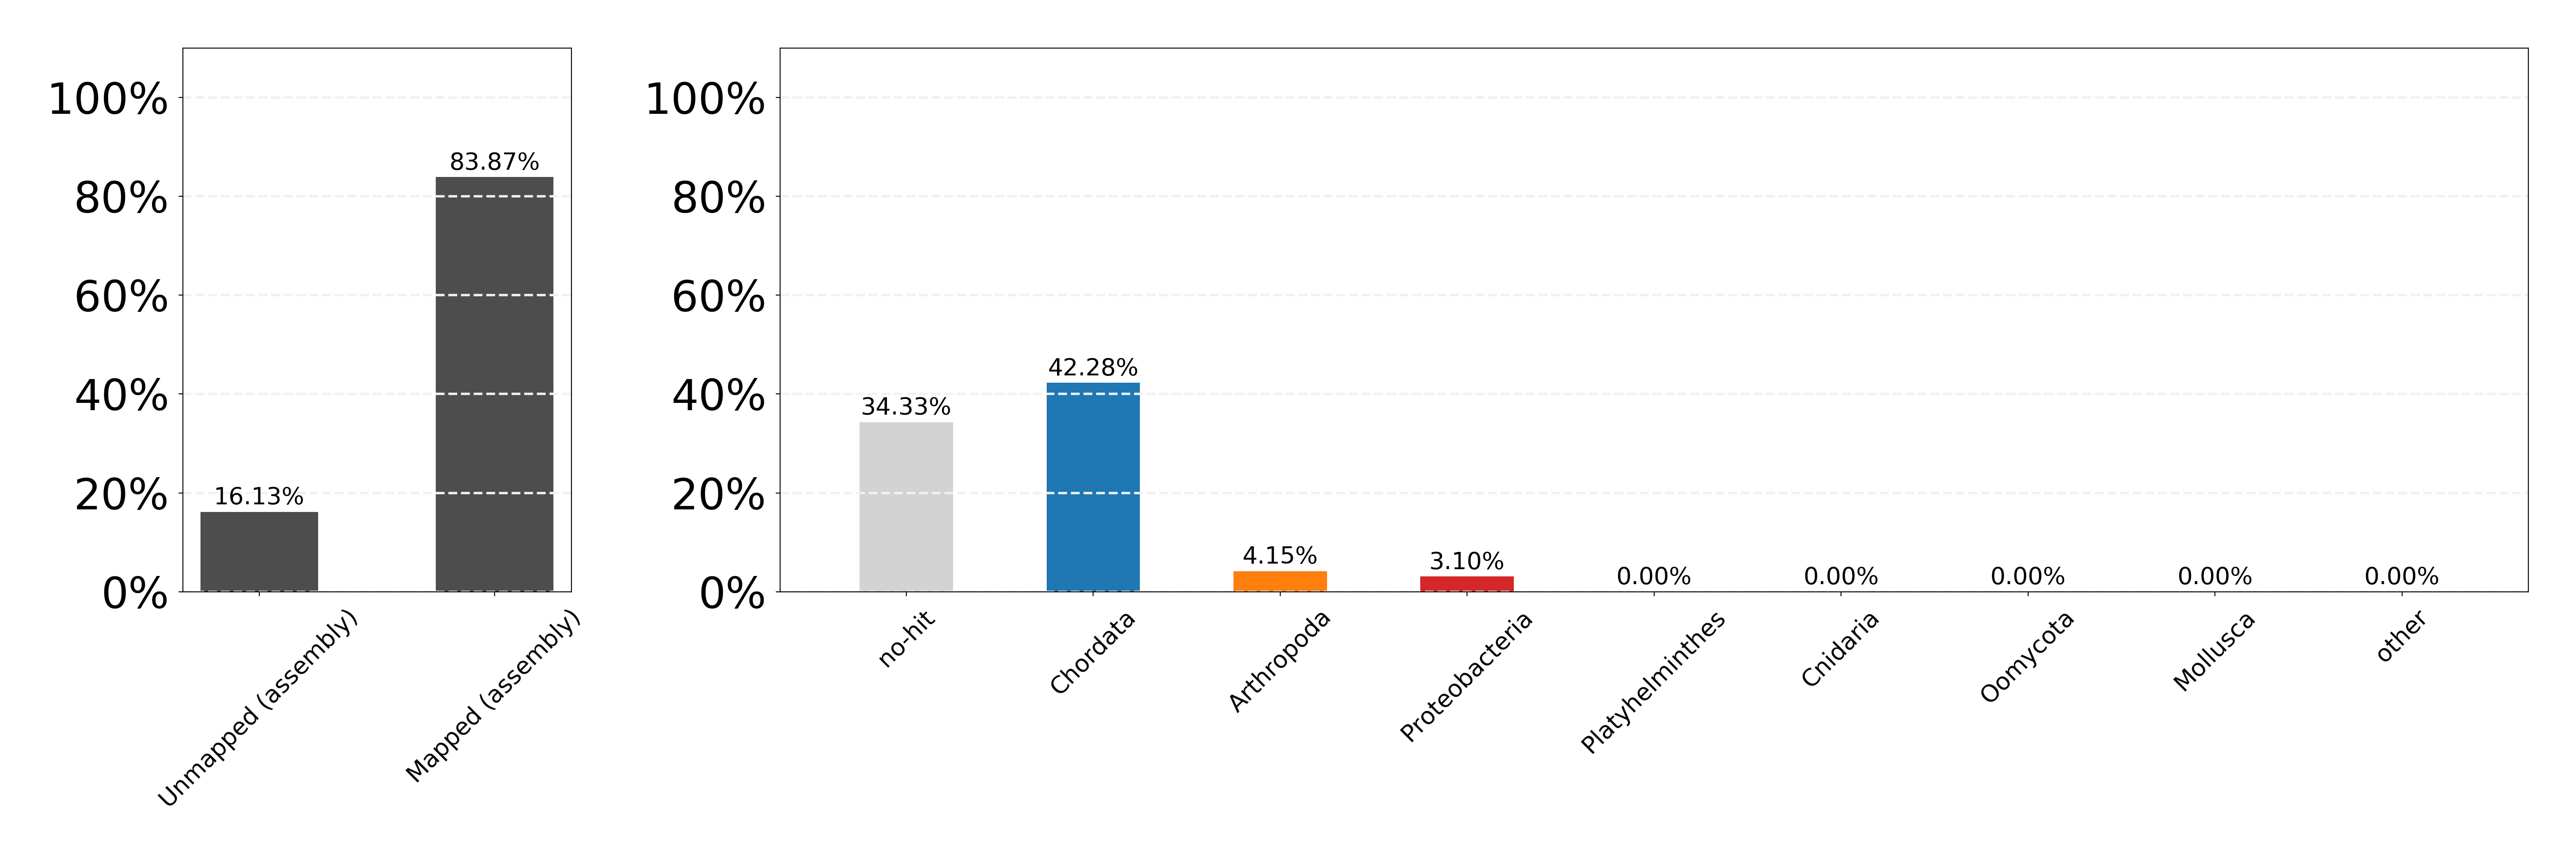 100%
80%
60%
40%
20%
0%
16.13%
83.87%
Unmapped (assembly)
Mapped (assembly)
100%
80%
60%
40%
20%
0%
34.33%
42.28%
4.15%
3.10%
0.00%
0.00%
0.00%
0.00%
0.00%
no-hit
Chordata
Arthropoda
Proteobacteria
Platyhelminthes
Cnidaria
Oomycota
Mollusca
other